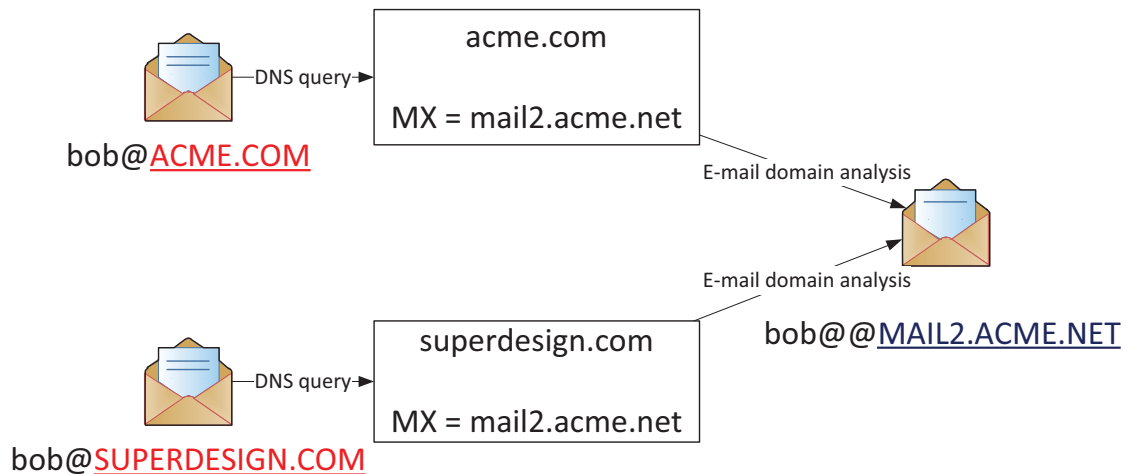 acme.com
DNS query
MX = mail2.acme.net
bob@ACME.COM
E-mail domain analysis
E-mail domain analysis
bob@@MAIL2.ACME.NET
superdesign.com
DNS query
MX = mail2.acme.net
bob@SUPERDESIGN.COM